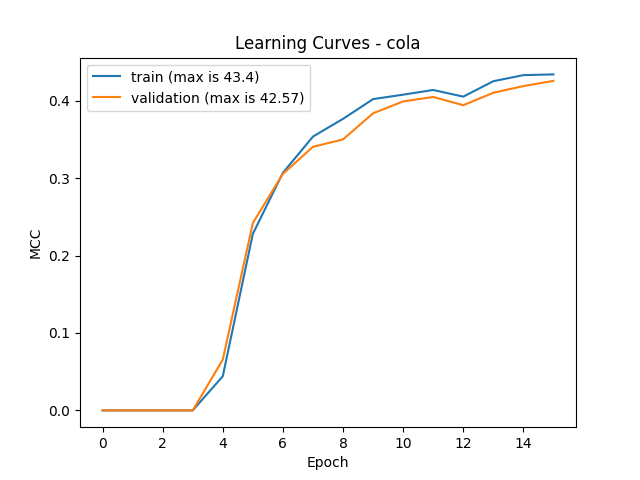 Learning Curves - cola
train (max is 43.4)
validation (max is 42.57)
MCC
0.4
0.3
0.2
0.1
0.0
0 2 4 6 8 10 12 14
Epoch